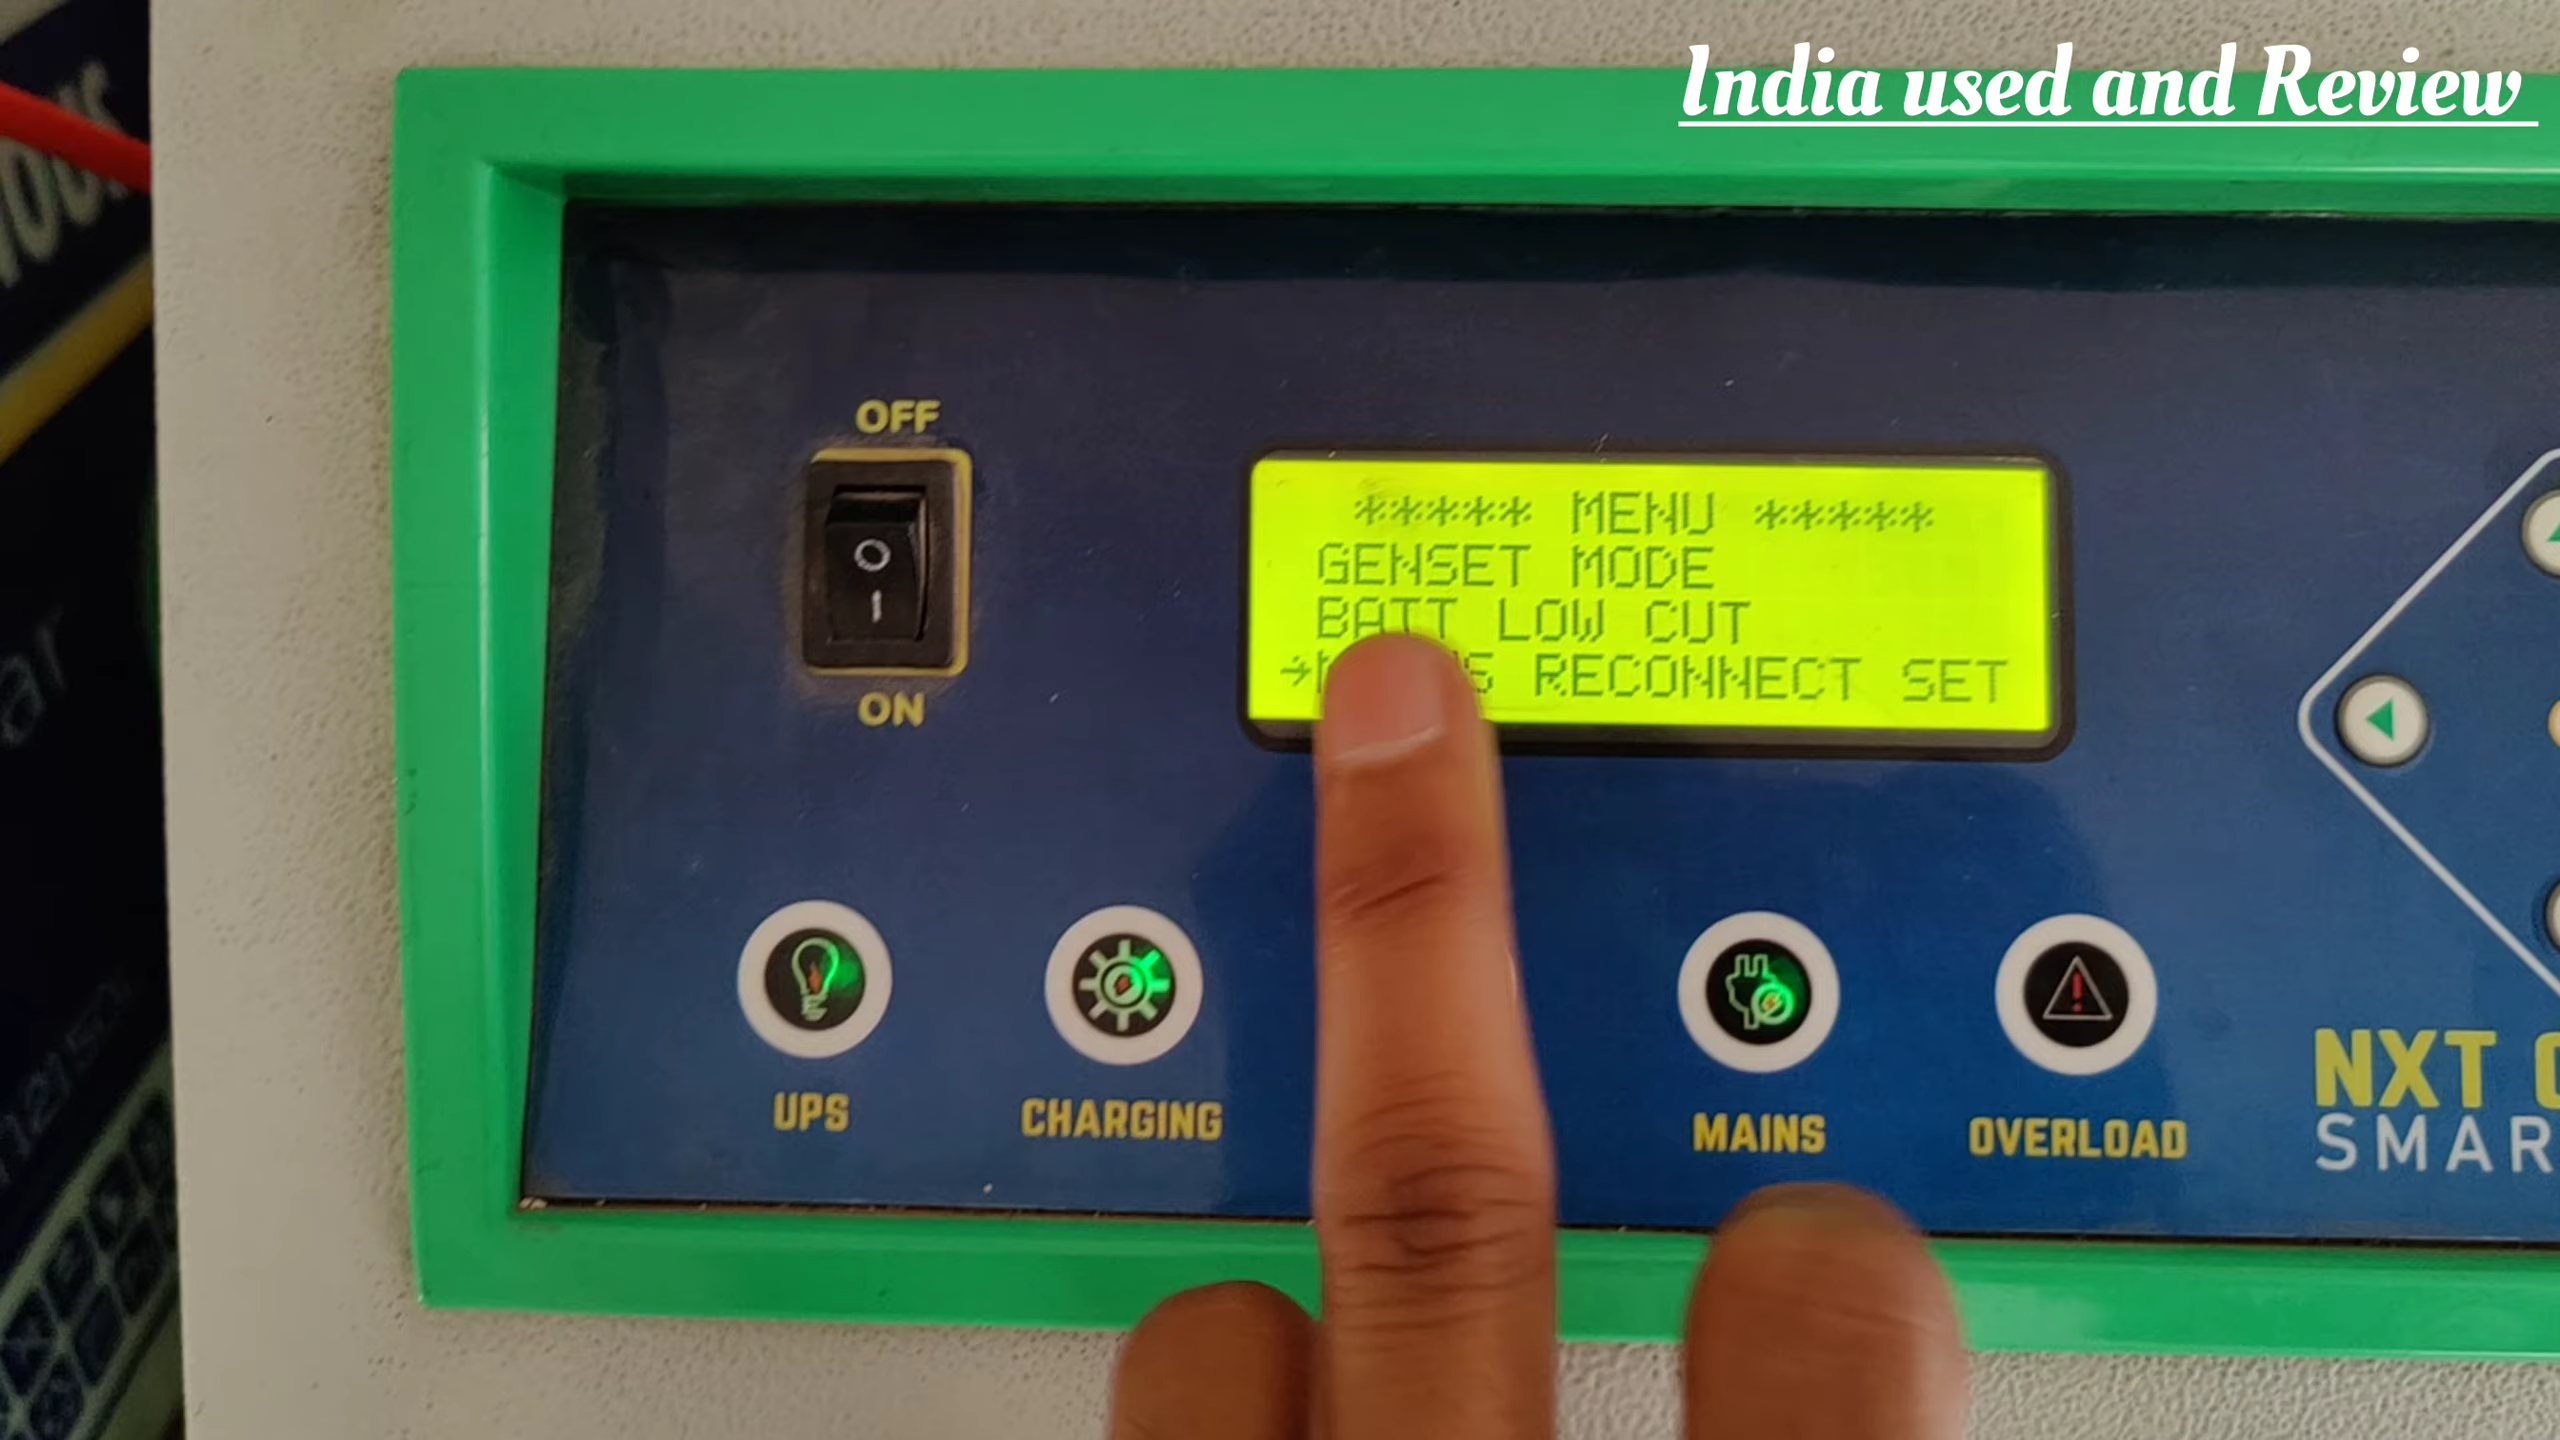 India used and Review
OFF
O
I
ON
***** MENU *****
GENSET MODE
BATT LOW CUT
→ RECONNECT SET
UPS
CHARGING
MAINS
OVERLOAD
NXT